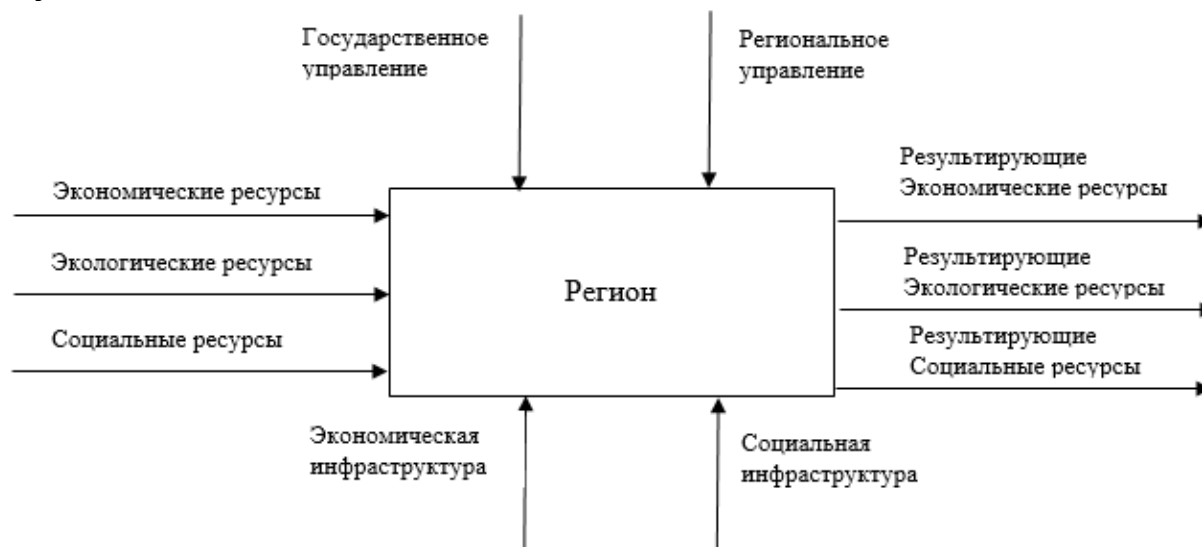 Государственное
управление
Региональное
управление
Экономические ресурсы
Экологические ресурсы
Социальные ресурсы
Регион
Результирующие
Экономические ресурсы
Результирующие
Экологические ресурсы
Результирующие
Социальные ресурсы
Экономическая
инфраструктура
Социальная
инфраструктура